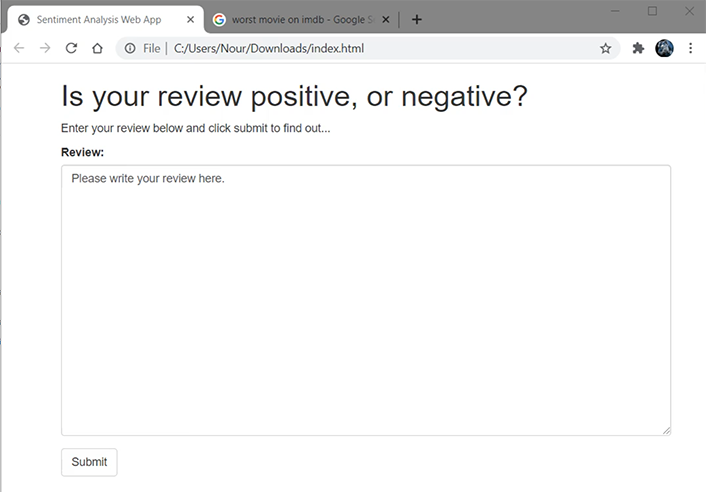 Sentiment Analysis Web App
worst movie on imdb - Google S
File | C:/Users/Nour/Downloads/index.html
Is your review positive, or negative?
Enter your review below and click submit to find out...
Review:
Please write your review here.
Submit